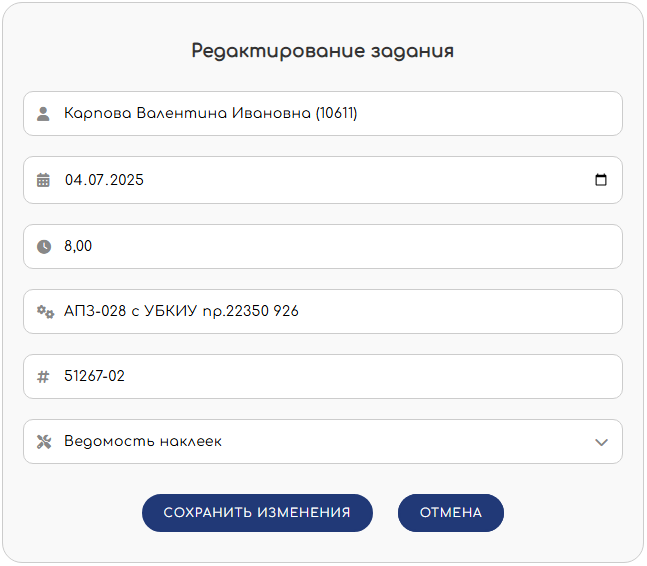 Редактирование задания
Карпова Валентина Ивановна (10611)
04.07.2025
8,00
АПЗ-028 с УБКИУ пр.22350 926
51267-02
Ведомость наклеек
СОХРАНИТЬ ИЗМЕНЕНИЯ ОТМЕНА